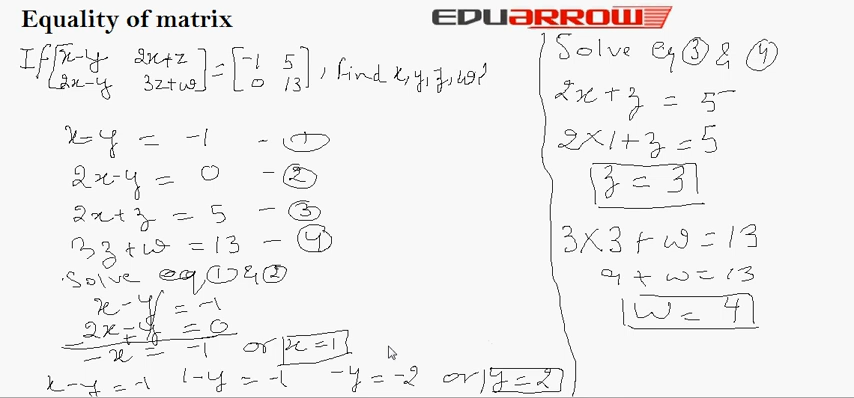 Equality of matrix
EDUARROW
If [x-y 2x+z] = [-1 5], find x,y,z,w?
[2x-y 3z+w] [0 13]
x-y = -1 - ①
2x-y = 0 - ②
2x+z = 5 - ③
3z+w = 13 - ④
Solve eq ① & ②
x-y = -1
2x-y = 0
- +
-x = -1 or x=1
x-y = -1 1-y = -1 -y = -2 or y=2
Solve eq ③ & ④
2x+z = 5
2×1+z = 5
z = 3
3×3+w = 13
9+w = 13
w = 4